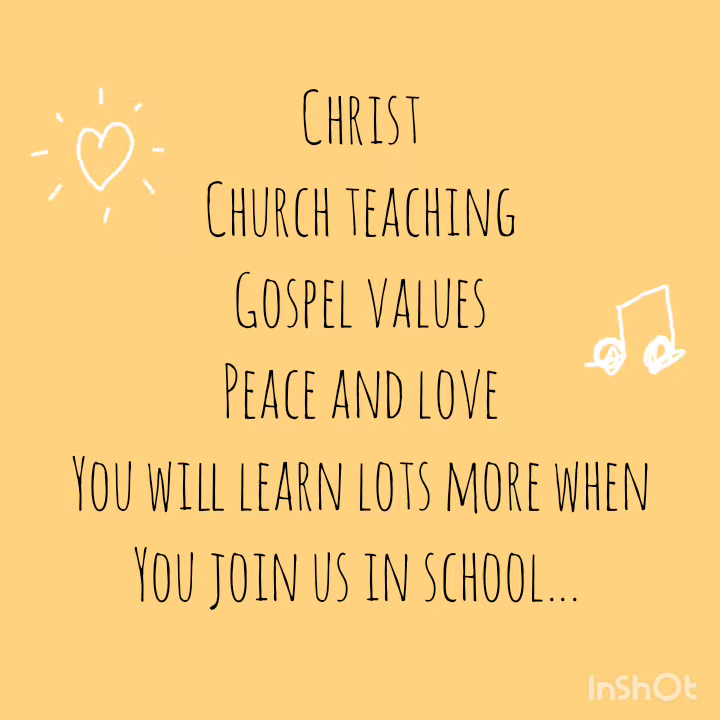 Christ
Church teaching
Gospel values
Peace and love
You will learn lots more when
You join us in school...
InShOt